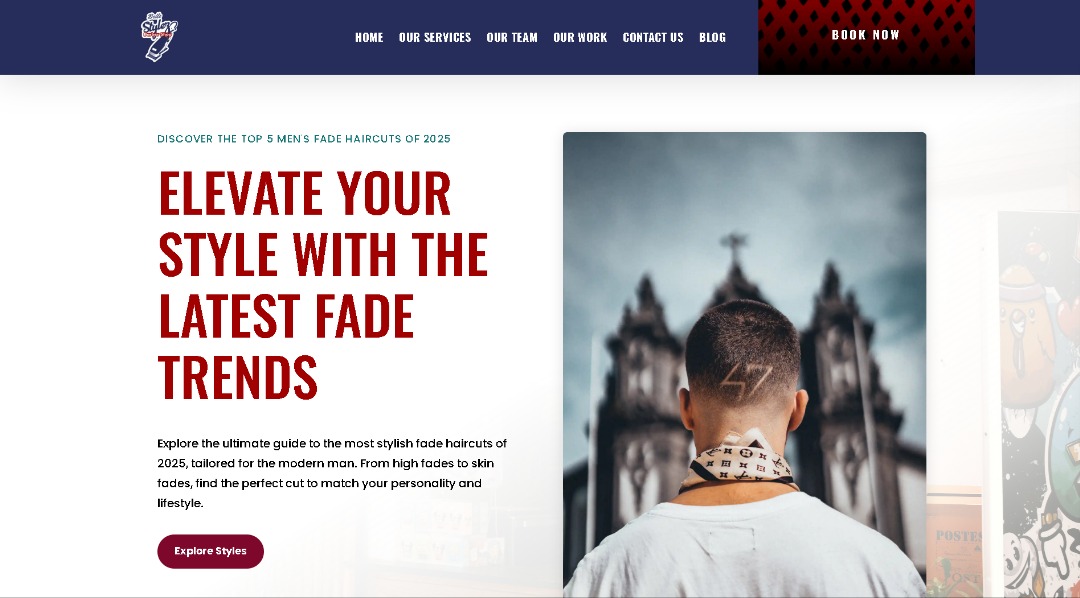 HOME OUR SERVICES OUR TEAM OUR WORK CONTACT US BLOG
BOOK NOW
DISCOVER THE TOP 5 MEN'S FADE HAIRCUTS OF 2025
ELEVATE YOUR
STYLE WITH THE
LATEST FADE
TRENDS
Explore the ultimate guide to the most stylish fade haircuts of
2025, tailored for the modern man. From high fades to skin
fades, find the perfect cut to match your personality and
lifestyle.
Explore Styles
47
POSTES
POST